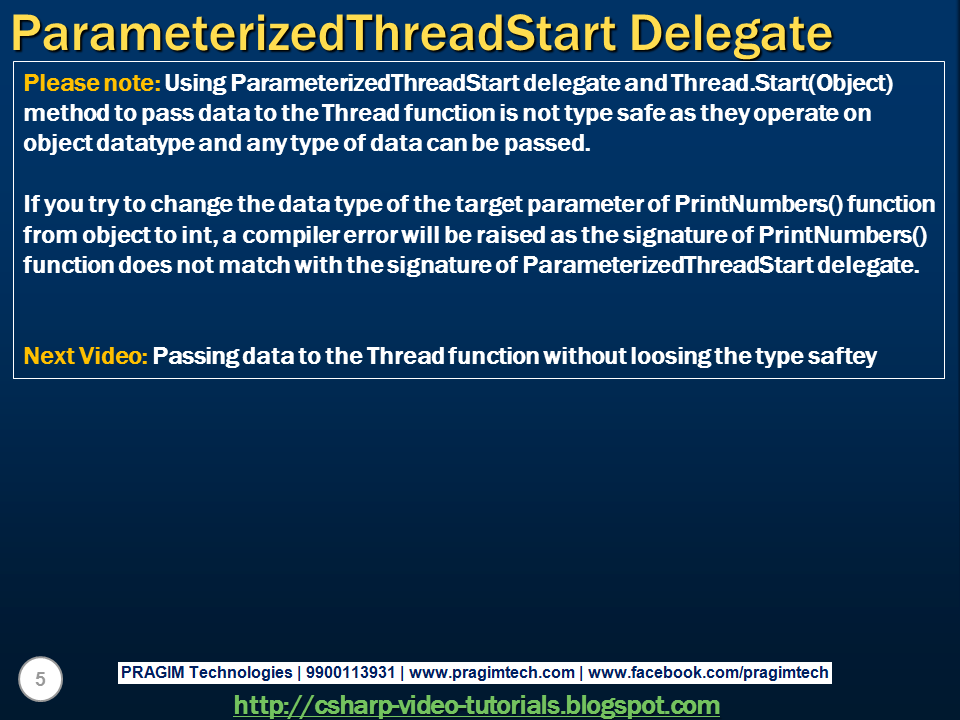 ParameterizedThreadStart Delegate
Please note: Using ParameterizedThreadStart delegate and Thread.Start(Object)
method to pass data to the Thread function is not type safe as they operate on
object datatype and any type of data can be passed.
If you try to change the data type of the target parameter of PrintNumbers() function
from object to int, a compiler error will be raised as the signature of PrintNumbers()
function does not match with the signature of ParameterizedThreadStart delegate.
Next Video: Passing data to the Thread function without loosing the type saftey
5
PRAGIM Technologies | 9900113931 | www.pragimtech.com | www.facebook.com/pragimtech
http://csharp-video-tutorials.blogspot.com